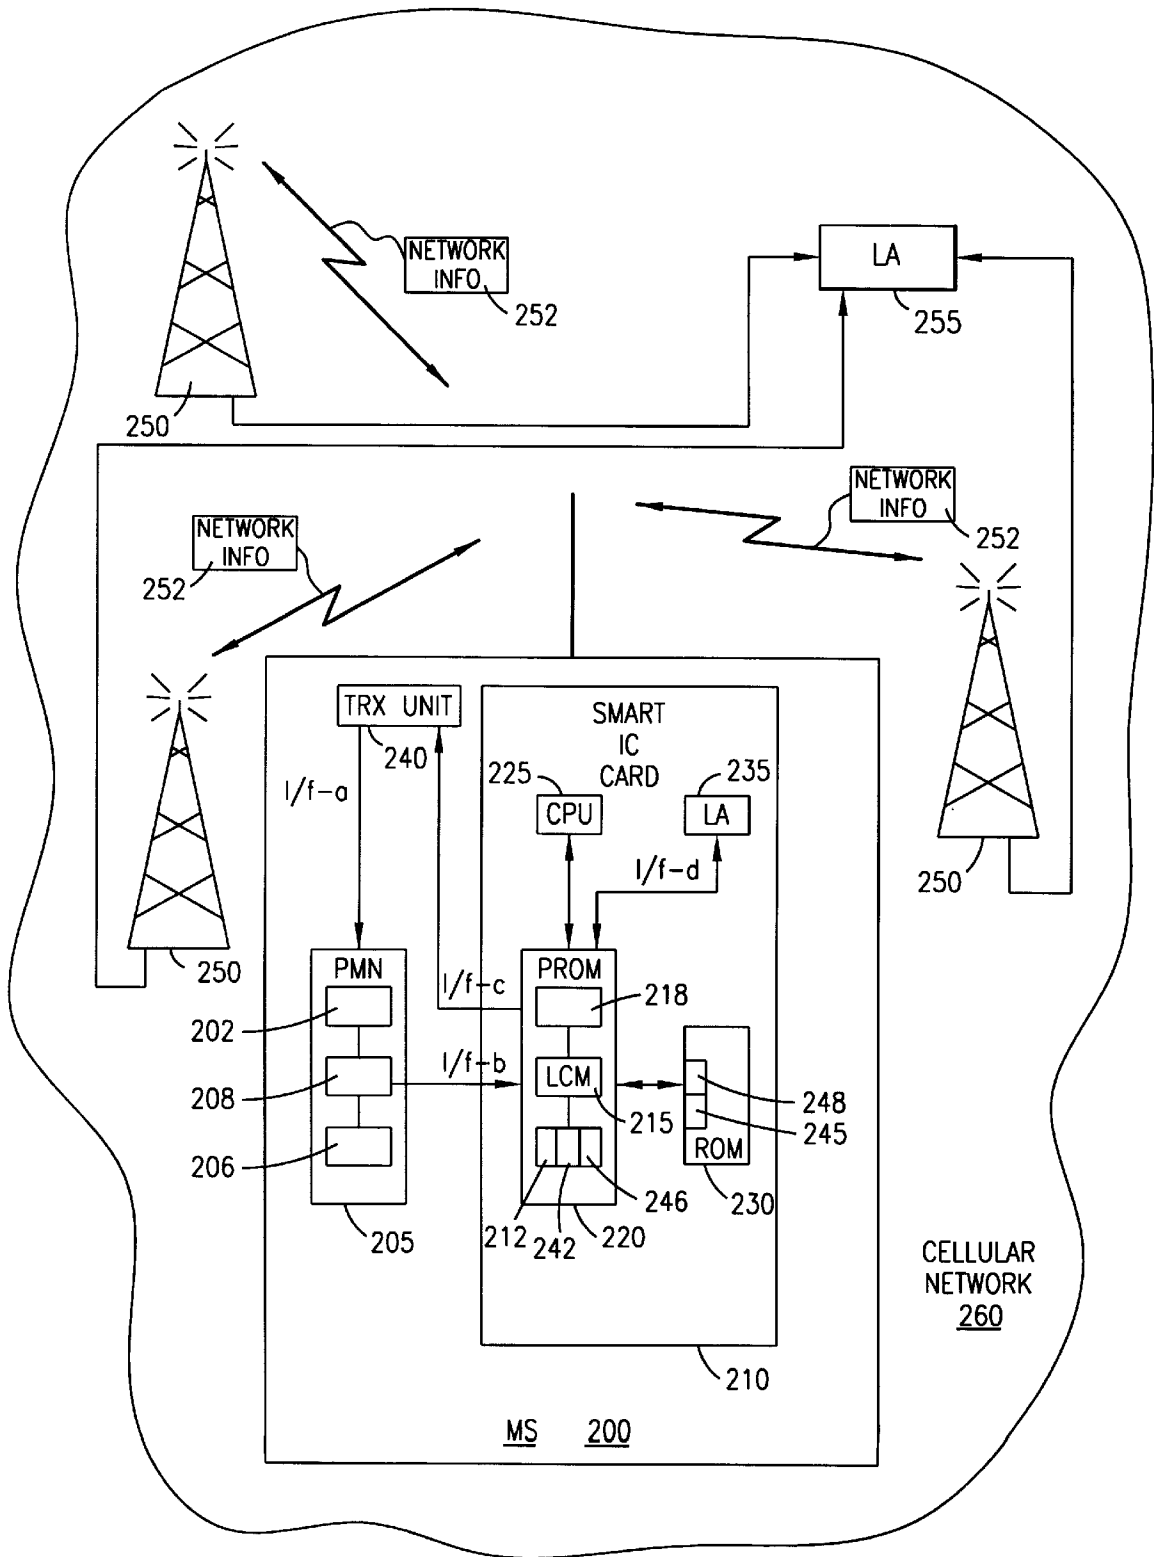 NETWORK
INFO
252
LA
255
250
NETWORK
INFO
252
NETWORK
INFO
252
TRX UNIT
240
SMART
IC
CARD
225
235
CPU
LA
I/f-a
I/f-d
250
250
PMN
PROM
I/f-c
218
202
I/f-b
LCM
208
248
215
245
206
ROM
246
230
212
242
220
205
CELLULAR
NETWORK
260
210
MS 200